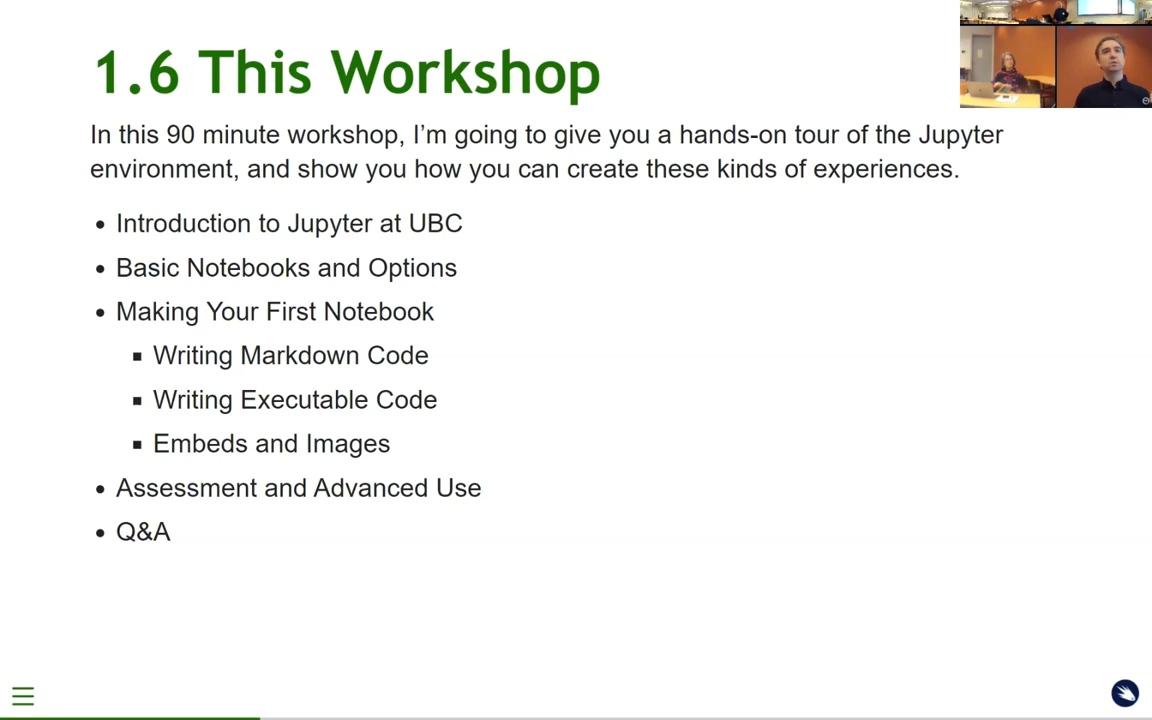 1.6 This Workshop
In this 90 minute workshop, I’m going to give you a hands-on tour of the Jupyter
environment, and show you how you can create these kinds of experiences.
• Introduction to Jupyter at UBC
• Basic Notebooks and Options
• Making Your First Notebook
▪ Writing Markdown Code
▪ Writing Executable Code
▪ Embeds and Images
• Assessment and Advanced Use
• Q&A